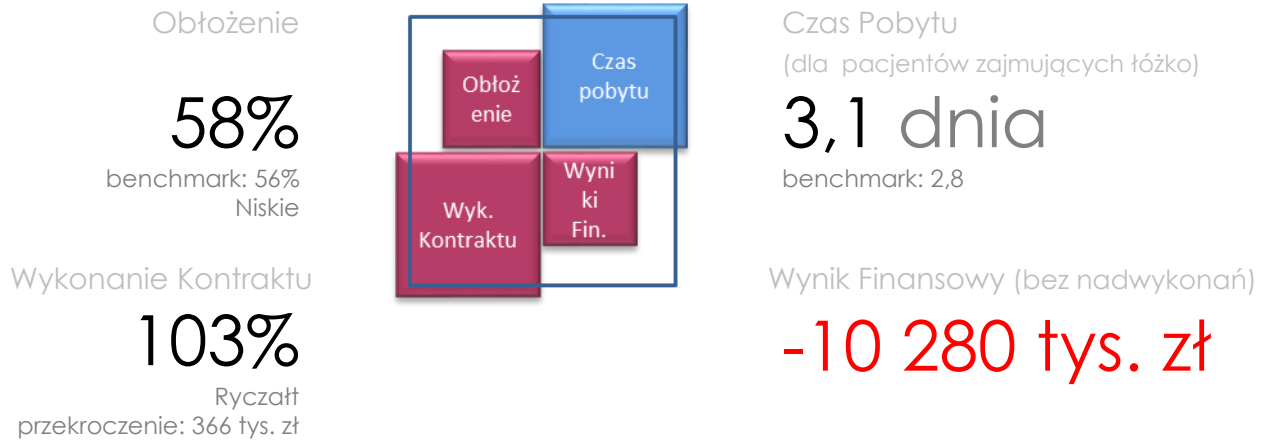 Obłożenie
58%
benchmark: 56%
Niskie
Obłoż
enie
Czas
pobytu
Wyk.
Kontraktu
Wyni
ki
Fin.
Czas Pobytu
(dla pacjentów zajmujących łóżko)
3,1 dnia
benchmark: 2,8
Wykonanie Kontraktu
103%
Ryczałt
przekroczenie: 366 tys. zł
Wynik Finansowy (bez nadwykonań)
-10 280 tys. zł